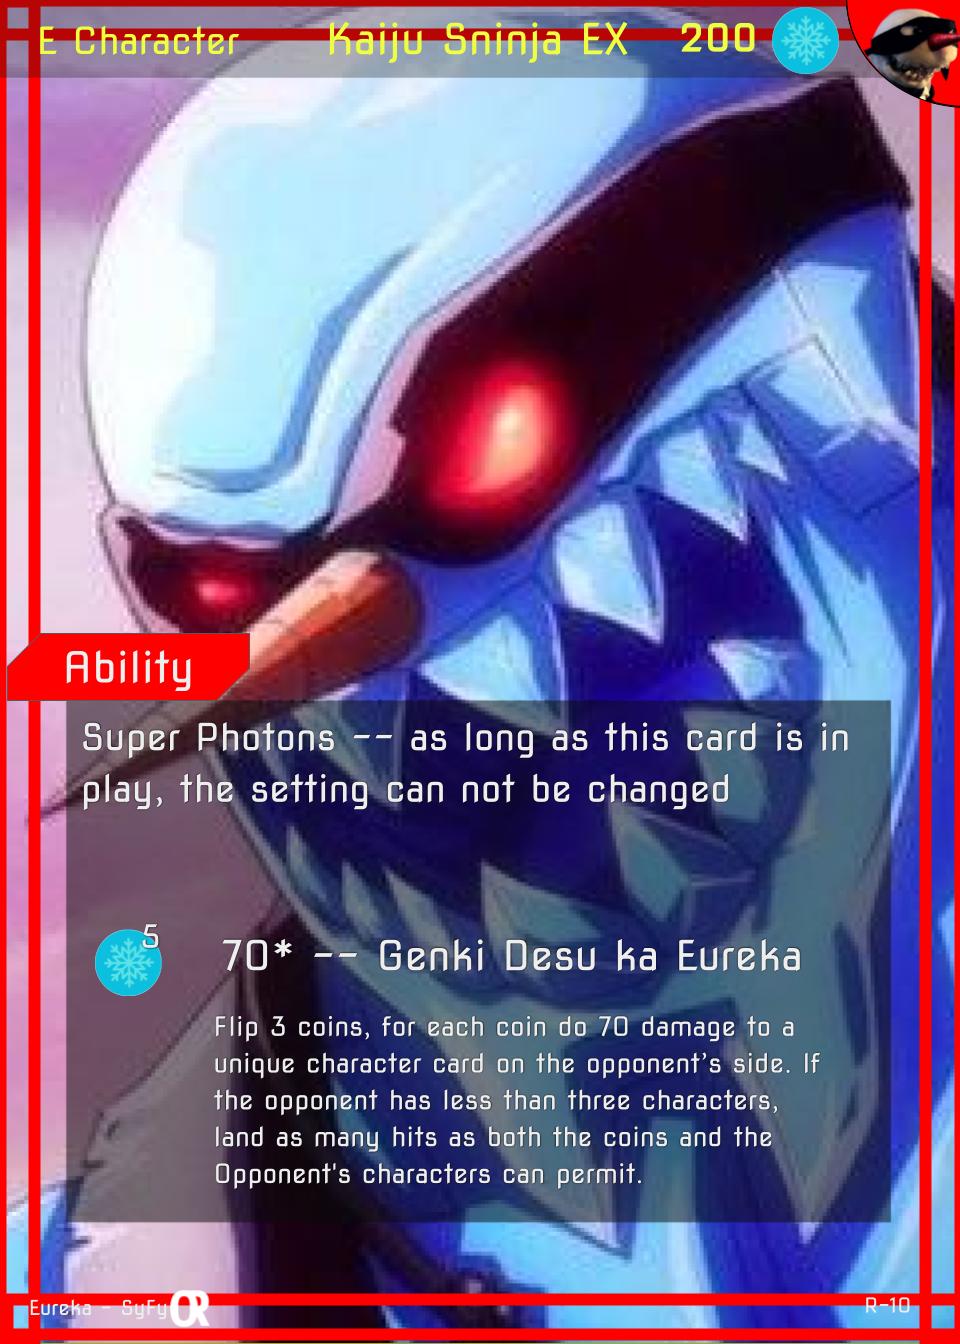 E Character Kaiju Sninja EX 200
Ability
Super Photons -- as long as this card is in
play, the setting can not be changed
5
70* -- Genki Desu ka Eureka
Flip 3 coins, for each coin do 70 damage to a
unique character card on the opponent's side. If
the opponent has less than three characters,
land as many hits as both the coins and the
Opponent's characters can permit.
Eureka - SyFy OR
R-10